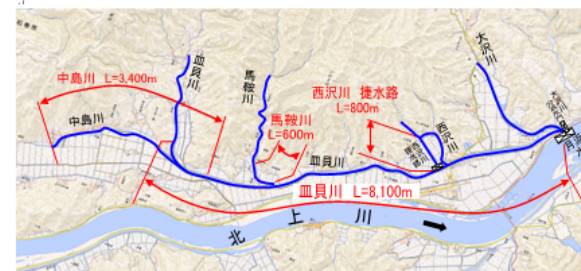 中島川 L=3,400m
中島川
皿貝川
馬鞍川
馬鞍川
L=600m
西沢川 捷水路
L=800m
西沢川
大沢川
皿貝川
皿貝川 L=8,100m
北上川